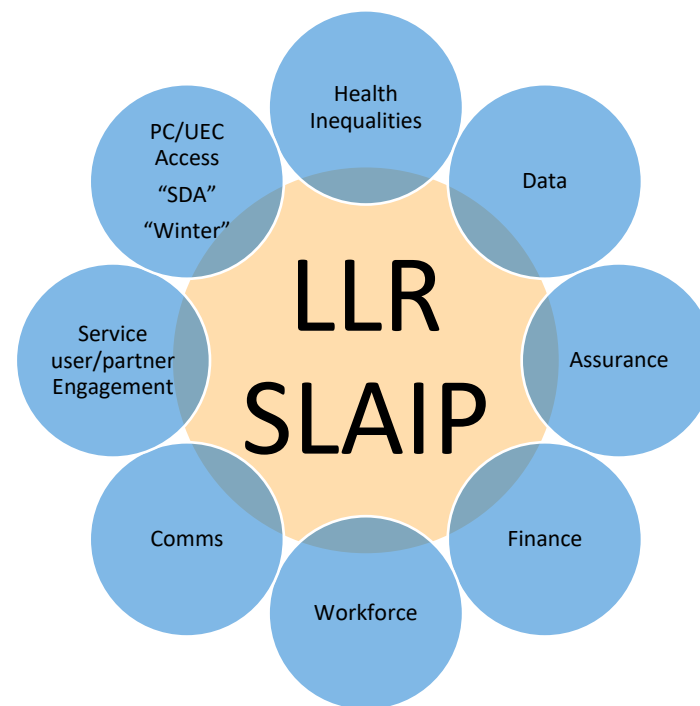 Health
Inequalities
Data
Assurance
Finance
Workforce
Comms
Service
user/partner
Engagement
PC/UEC
Access
“SDA”
“Winter”
LLR
SLAIP